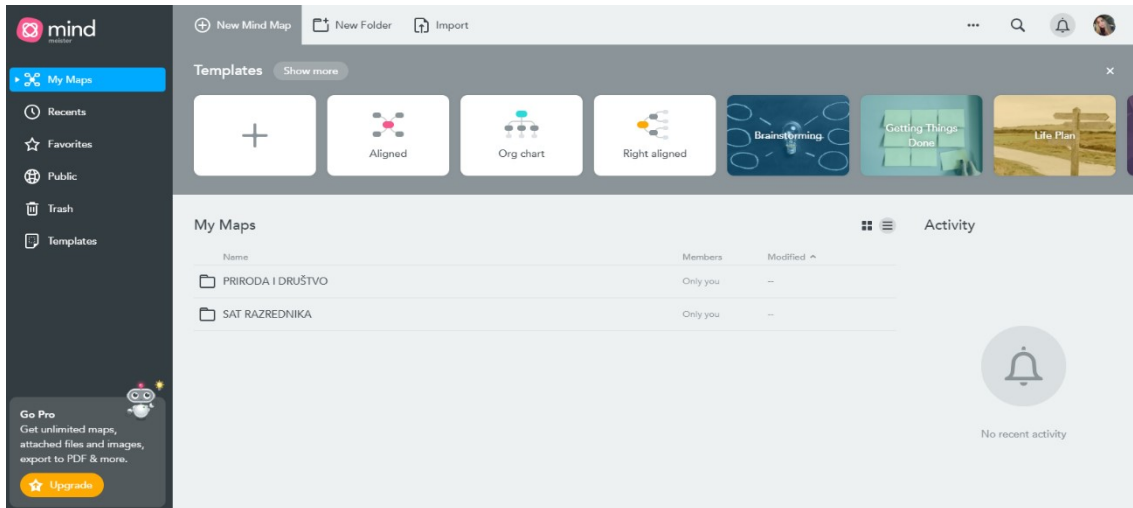 mind
meister
New Mind Map
New Folder
Import
My Maps
Recents
Favorites
Public
Trash
Templates
Go Pro
Get unlimited maps,
attached files and images,
export to PDF & more.
Upgrade
Templates Show more
Aligned
Org chart
Right aligned
Brainstorming
Getting Things
Done
Life Plan
My Maps
Name Members Modified
PRIRODA I DRUŠTVO Only you --
SAT RAZREDNIKA Only you --
Activity
No recent activity